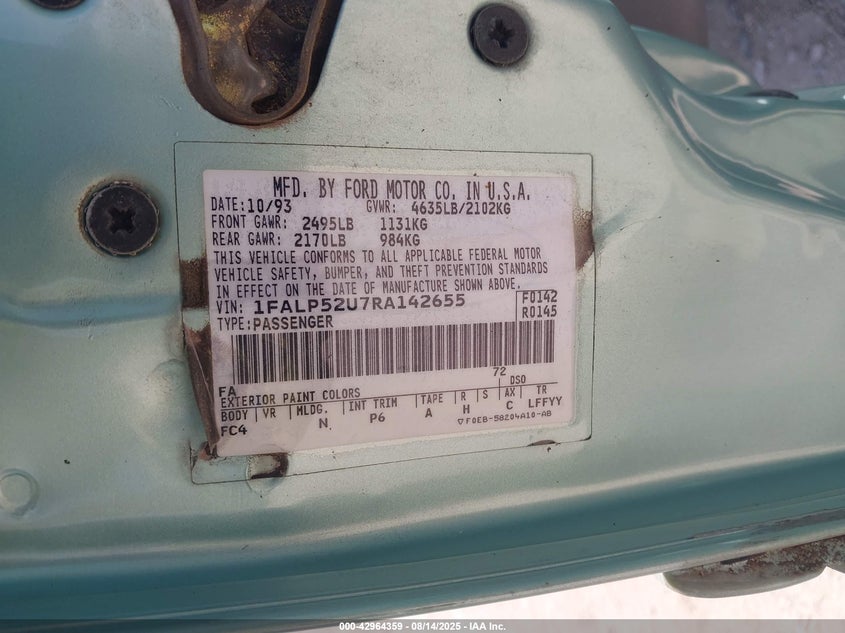 MFD. BY FORD MOTOR CO. IN U.S.A.
DATE: 10/93 GVWR: 4635LB/2102KG
FRONT GAWR: 2495LB 1131KG
REAR GAWR: 2170LB 984KG
THIS VEHICLE CONFORMS TO ALL APPLICABLE FEDERAL MOTOR
VEHICLE SAFETY, BUMPER, AND THEFT PREVENTION STANDARDS
IN EFFECT ON THE DATE OF MANUFACTURE SHOWN ABOVE.
VIN: 1FALP52U7RA142655 F0142
TYPE: PASSENGER R0145
72
FA DSO
EXTERIOR PAINT COLORS
BODY VR MLDG. INT TRIM TAPE R S AX TR
FC4 N P6 A H C LFFYY
▽F0EB-58204A10-AB
000-42964359 - 08/14/2025 - IAA Inc.